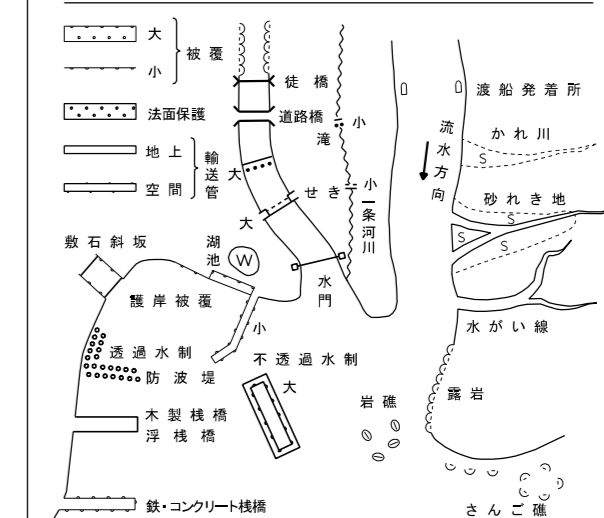 大
小
被覆
法面保護
地上
空間
輸送管
徒橋
道路橋
大
滝
小
せき
小
大
一条河川
流水方向
渡船発着所
かれ川
S
砂れき地
S
S
S
敷石斜坂
湖池
W
護岸被覆
水門
小
水がい線
透過水制
防波堤
不透過水制
大
岩礁
露岩
木製桟橋
浮桟橋
鉄・コンクリート桟橋
さんご礁